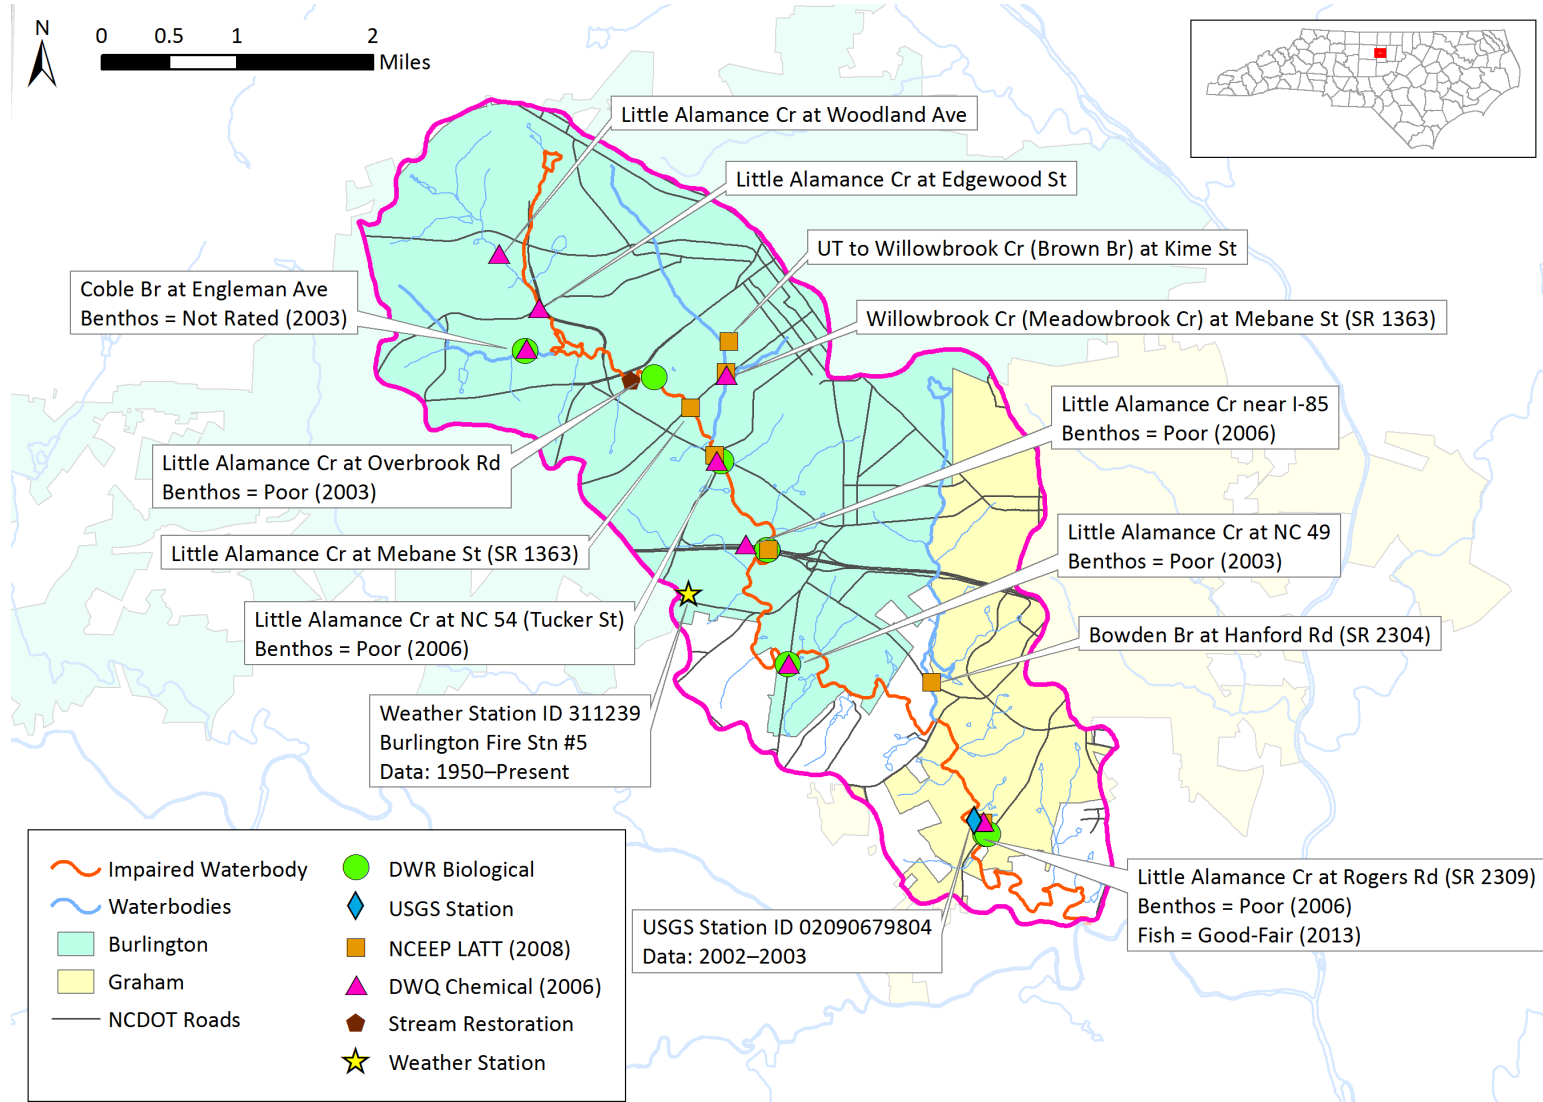 N
0 0.5 1 2
Miles
Little Alamance Cr at Woodland Ave
Little Alamance Cr at Edgewood St
UT to Willowbrook Cr (Brown Br) at Kime St
Coble Br at Engleman Ave
Benthos = Not Rated (2003)
Willowbrook Cr (Meadowbrook Cr) at Mebane St (SR 1363)
Little Alamance Cr near I-85
Benthos = Poor (2006)
Little Alamance Cr at Overbrook Rd
Benthos = Poor (2003)
Little Alamance Cr at NC 49
Benthos = Poor (2003)
Little Alamance Cr at Mebane St (SR 1363)
Little Alamance Cr at NC 54 (Tucker St)
Benthos = Poor (2006)
Bowden Br at Hanford Rd (SR 2304)
Weather Station ID 311239
Burlington Fire Stn #5
Data: 1950–Present
Little Alamance Cr at Rogers Rd (SR 2309)
Benthos = Poor (2006)
Fish = Good-Fair (2013)
USGS Station ID 02090679804
Data: 2002–2003
Impaired Waterbody
Waterbodies
Burlington
Graham
NCDOT Roads
DWR Biological
USGS Station
NCEEP LATT (2008)
DWQ Chemical (2006)
Stream Restoration
Weather Station